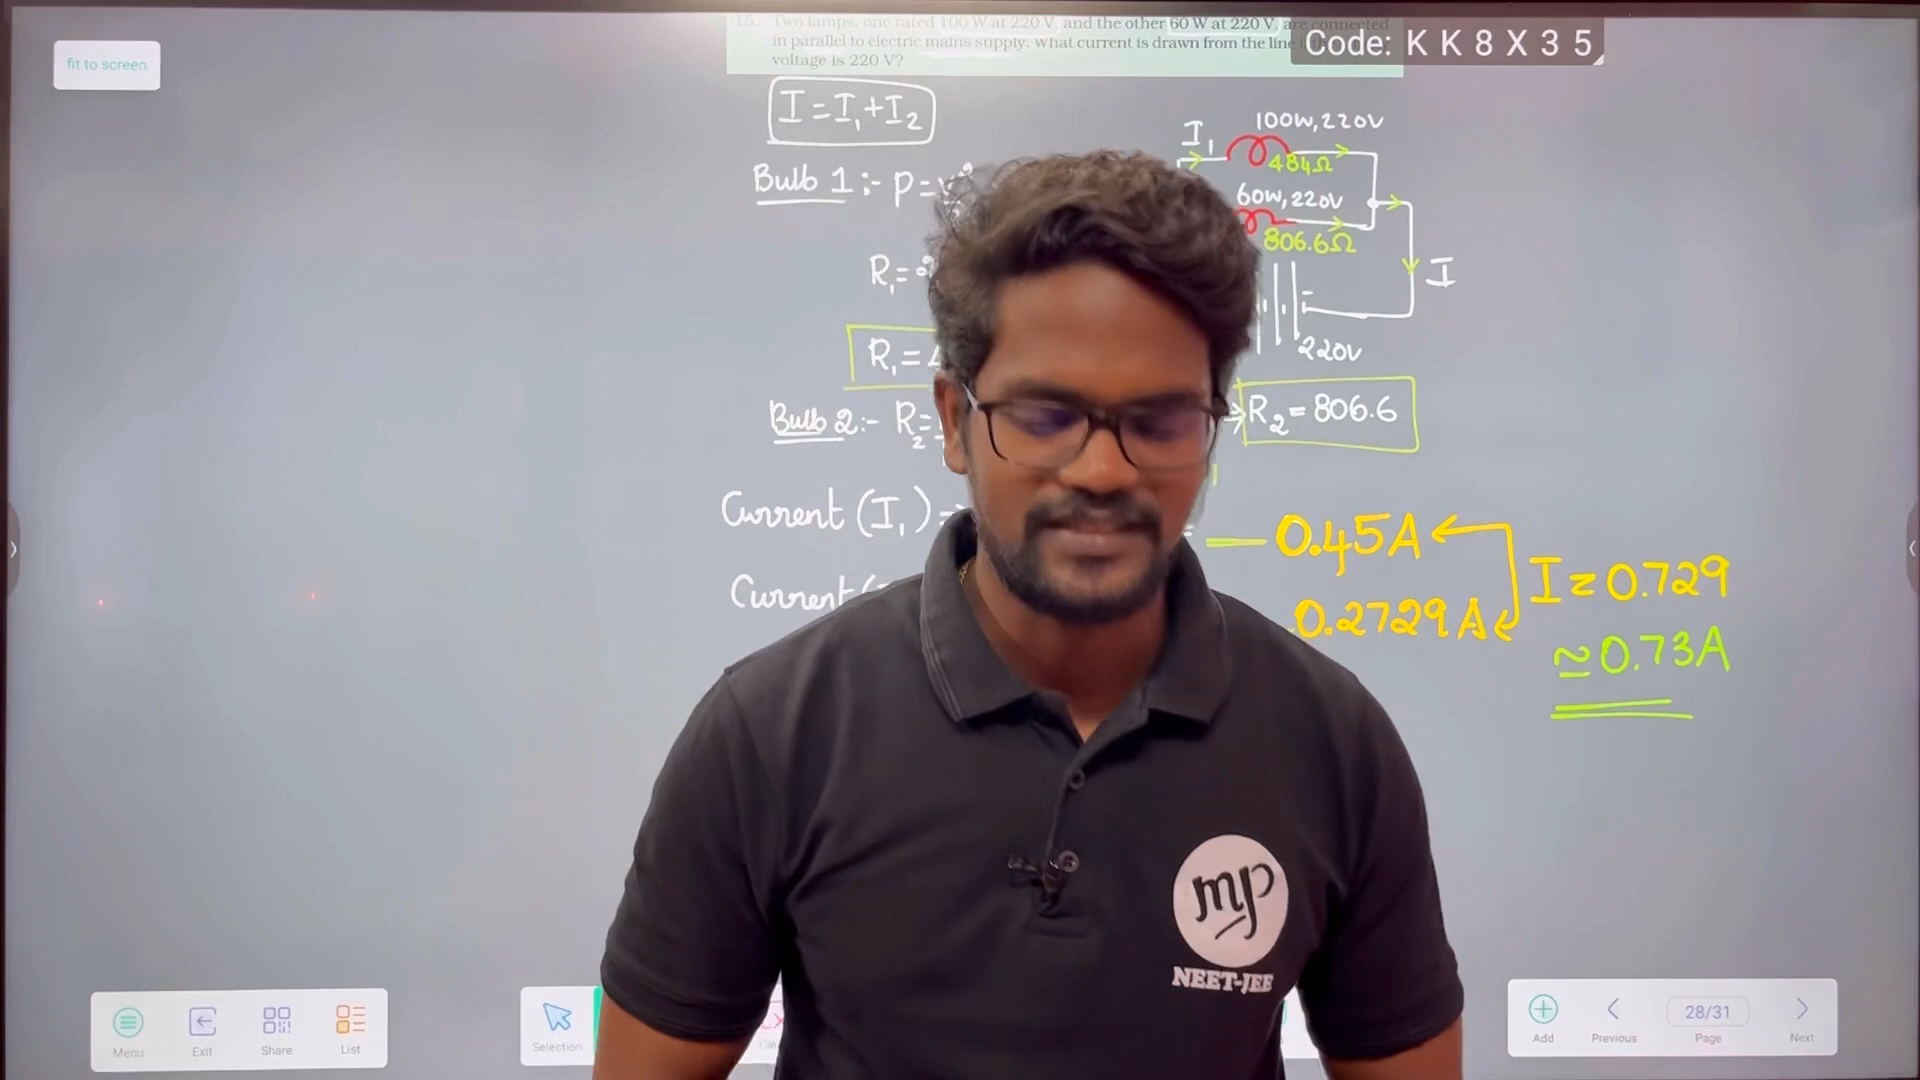 15. Two lamps, one rated 100 W at 220 V, and the other 60 W at 220 V, are connected
in parallel to electric mains supply. What current is drawn from the line
voltage is 220 V?
Code: K K 8 X 3 5
fit to screen
I = I₁ + I₂
100W, 220V
I₁
484Ω
Bulb 1 :- P =
60W, 220V
806.6Ω
R₁ =
I
220V
R₁ =
Bulb 2 :- R₂ =
R₂ = 806.6
Current (I₁)
0.45A
I = 0.729
Current
0.2729 A
≈ 0.73A
mp
NEET-JEE
Menu
Exit
Share
List
Selection
Add
Previous
28/31
Page
Next